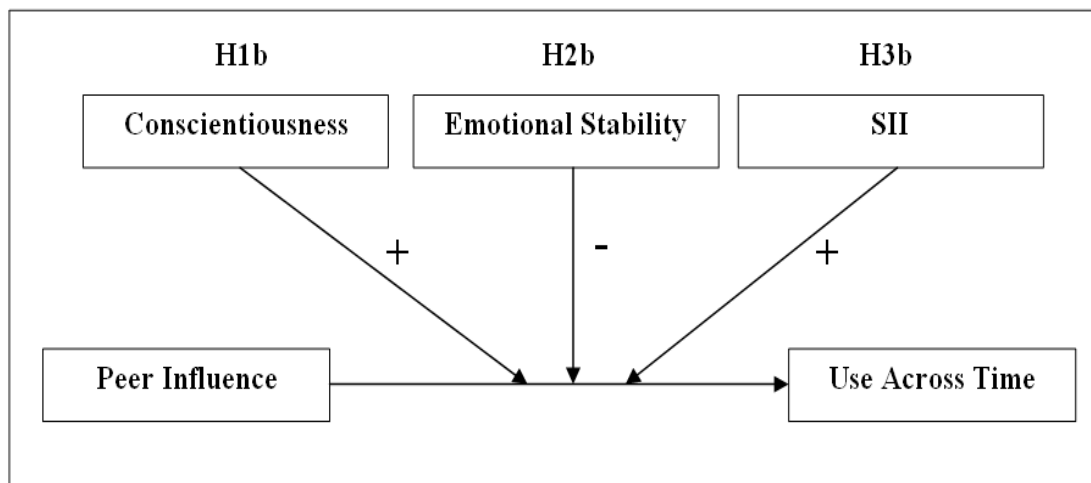 H1b H2b H3b
Conscientiousness Emotional Stability SII
+ - +
Peer Influence Use Across Time